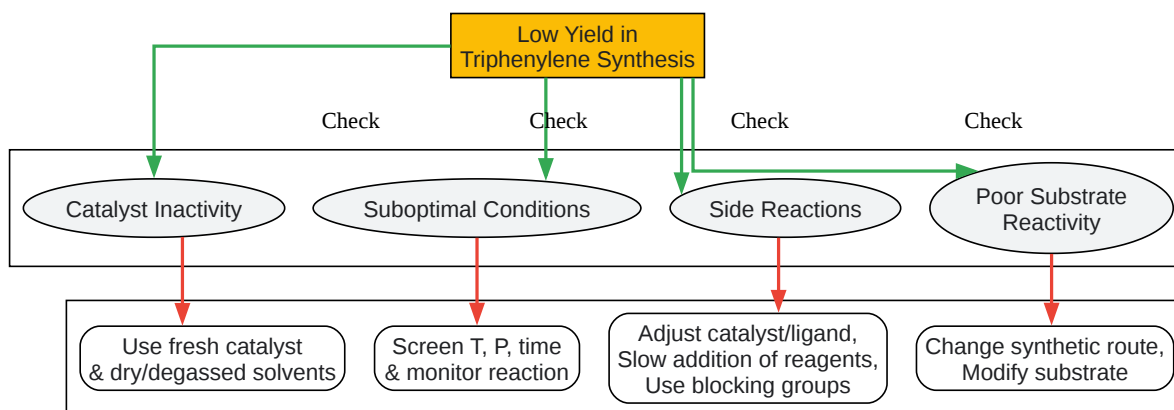 Low Yield in
Triphenylene Synthesis
Check
Check
Check
Check
Catalyst Inactivity
Suboptimal Conditions
Side Reactions
Poor Substrate
Reactivity
Use fresh catalyst
& dry/degassed solvents
Screen T, P, time
& monitor reaction
Adjust catalyst/ligand,
Slow addition of reagents,
Use blocking groups
Change synthetic route,
Modify substrate